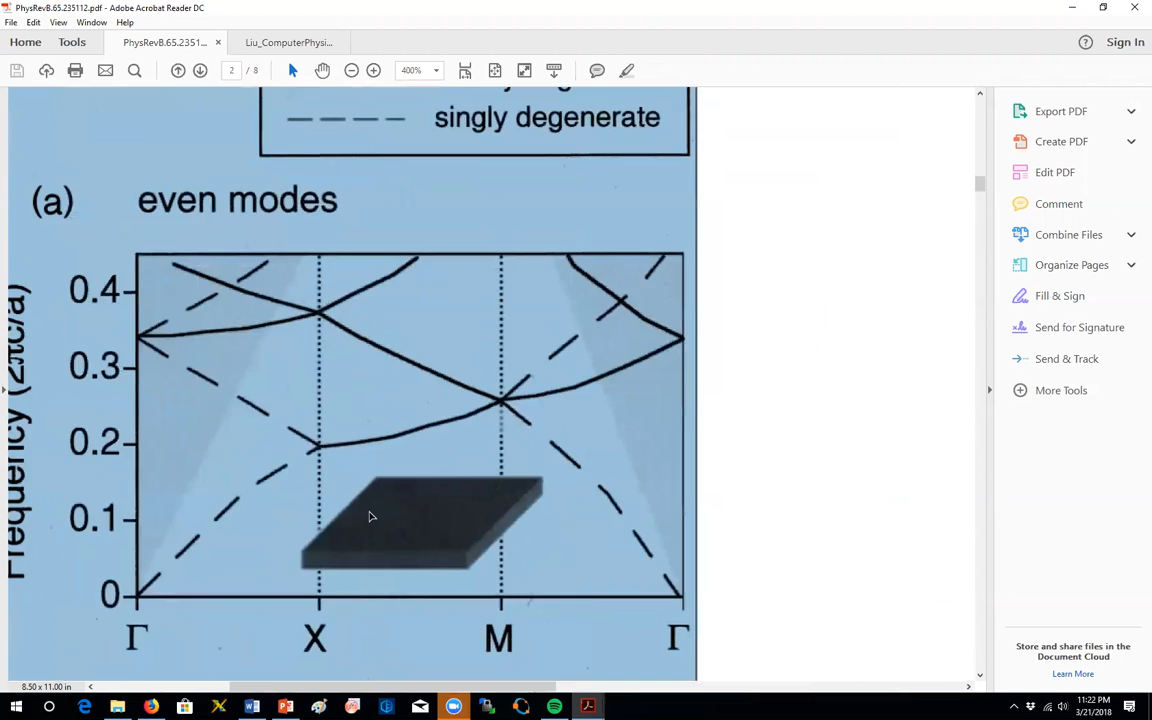 PhysRevB.65.235112.pdf - Adobe Acrobat Reader DC
File Edit View Window Help
Home Tools PhysRevB.65.2351... × Liu_ComputerPhysi... Sign In
2 / 8 400%
singly degenerate
(a) even modes
Frequency (2πc/a)
0.4
0.3
0.2
0.1
0
Γ X M Γ
Export PDF
Create PDF
Edit PDF
Comment
Combine Files
Organize Pages
Fill & Sign
Send for Signature
Send & Track
More Tools
Store and share files in the
Document Cloud
Learn More
8.50 x 11.00 in
11:22 PM
3/21/2018